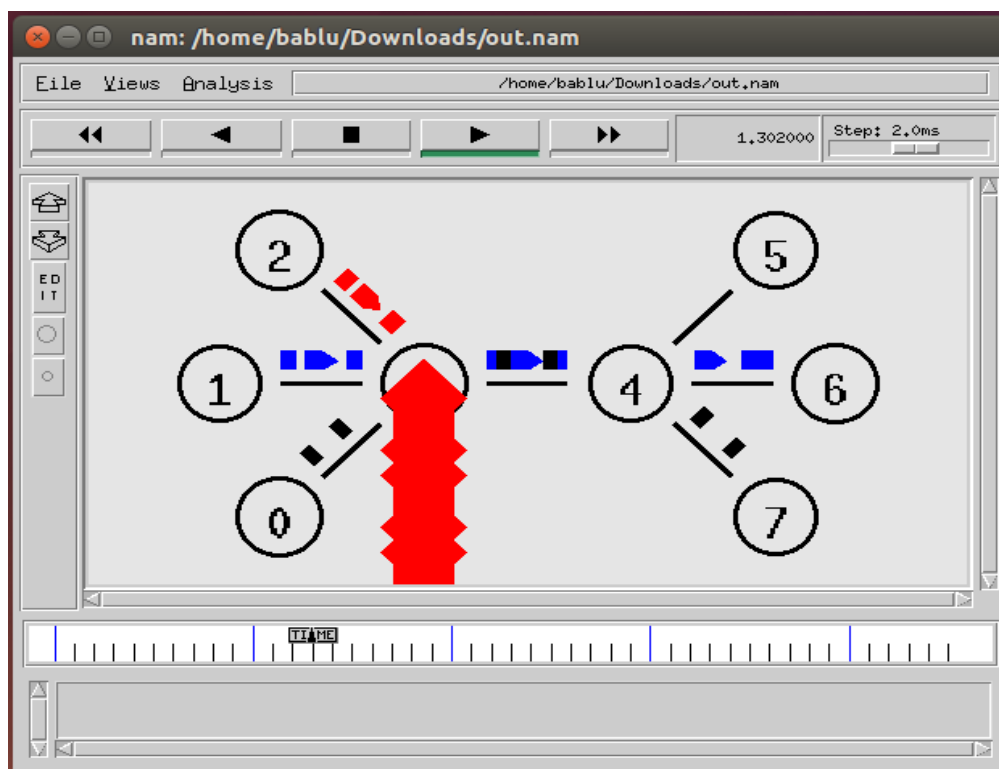 nam: /home/bablu/Downloads/out.nam
File Views Analysis /home/bablu/Downloads/out.nam
1.302000 Step: 2.0ms
ED
IT
2 5
1 4 6
0 7
TIME